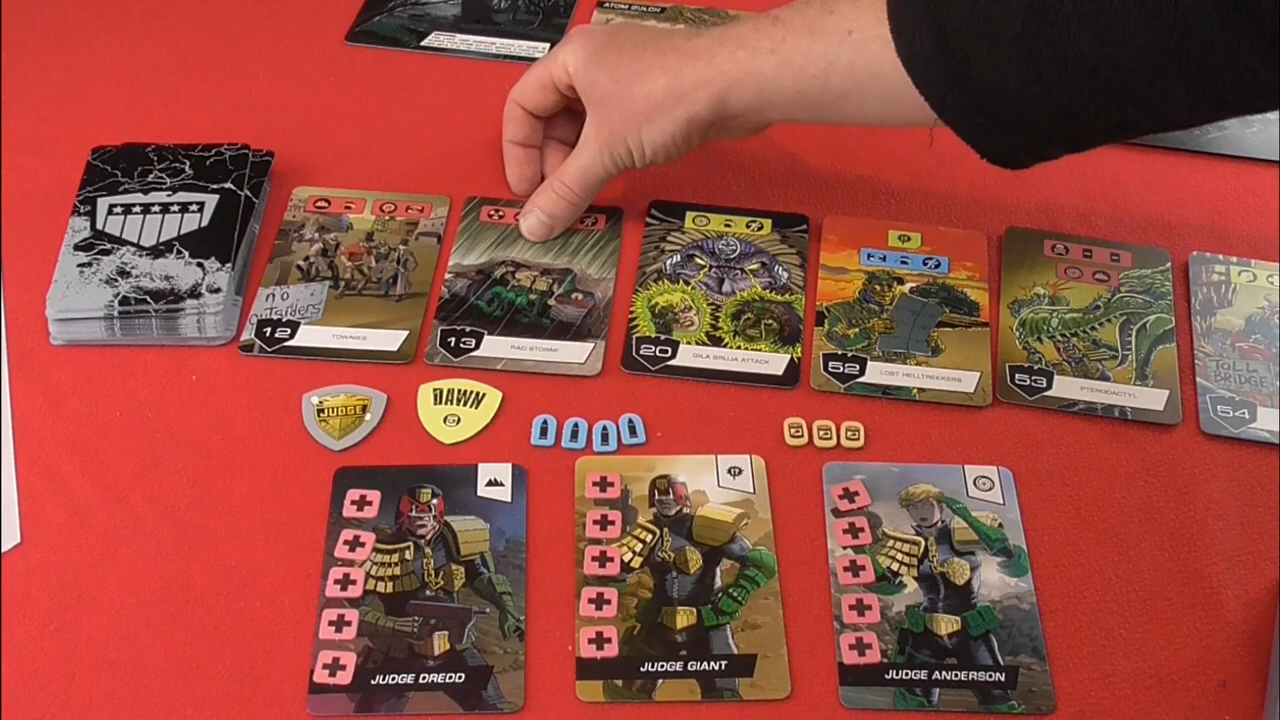 ATOM GULCH
no
outsiders
12
TOWNIES
13
RAD STORM!
20
GILA BRUJA ATTACK
52
LOST HELLTREKKERS
53
PTERODACTYL
TOLL
BRIDGE
54
JUDGE
DAWN
JUDGE DREDD
JUDGE GIANT
JUDGE ANDERSON